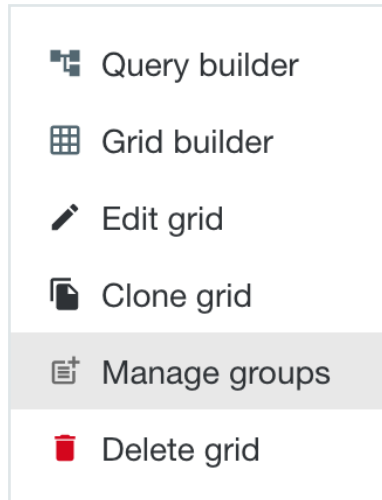 Query builder
Grid builder
Edit grid
Clone grid
Manage groups
Delete grid